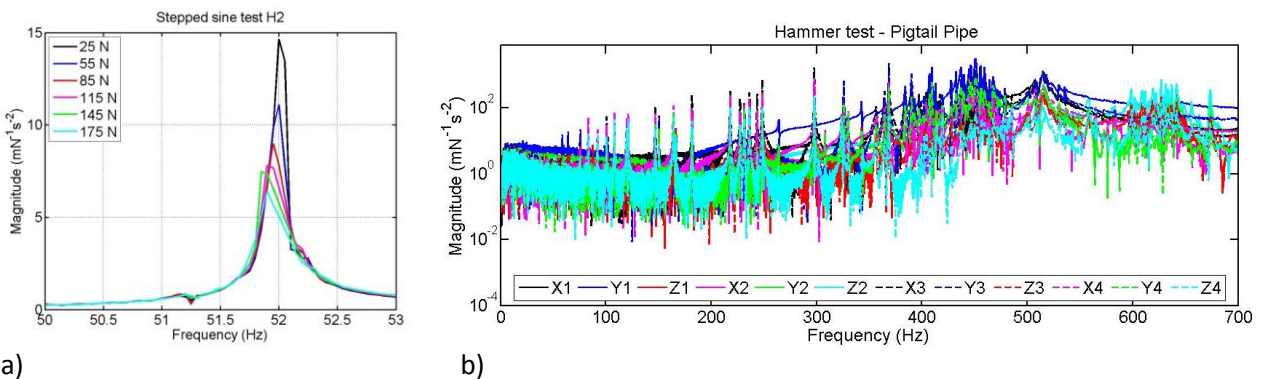 Stepped sine test H2
15
10
5
0
Magnitude (mN⁻¹s⁻²)
25 N
55 N
85 N
115 N
145 N
175 N
50 50.5 51 51.5 52 52.5 53
Frequency (Hz)
a)
Hammer test - Pigtail Pipe
10²
10⁰
10⁻²
10⁻⁴
Magnitude (mN⁻¹s⁻²)
X1 Y1 Z1 X2 Y2 Z2 X3 Y3 Z3 X4 Y4 Z4
0 100 200 300 400 500 600 700
Frequency (Hz)
b)